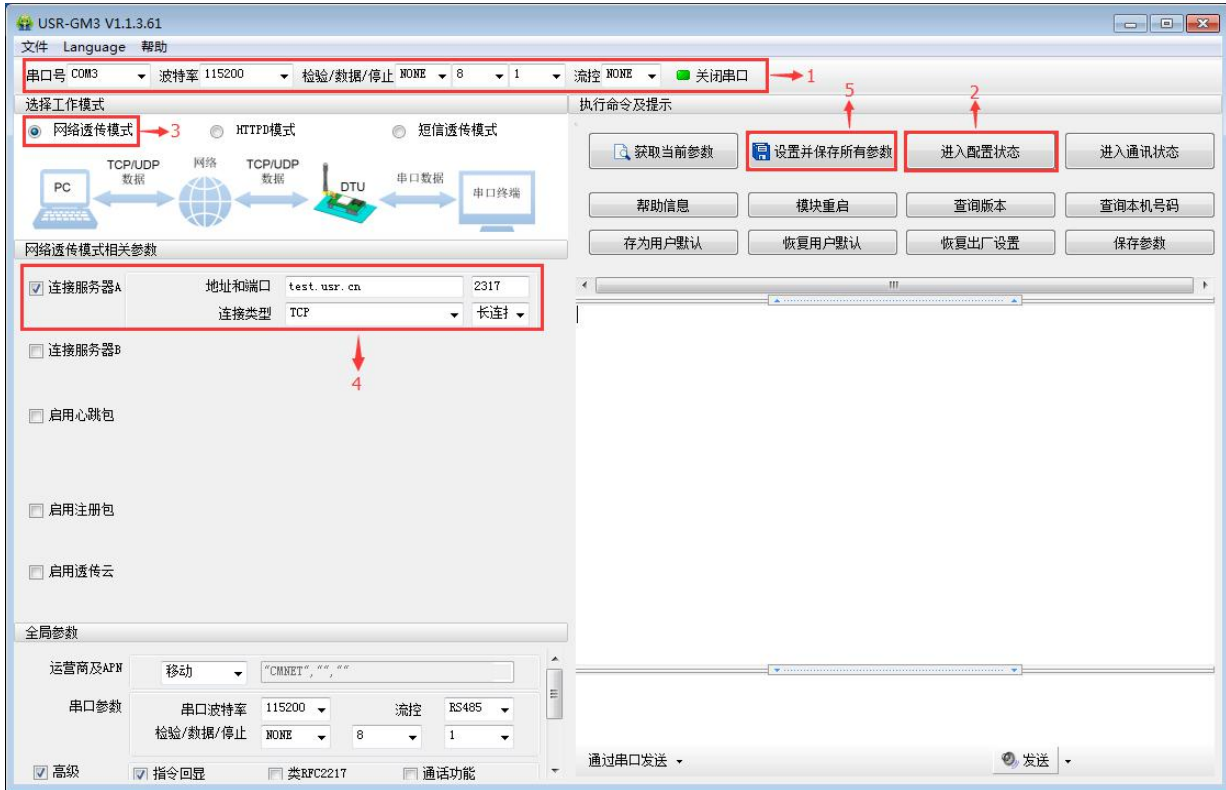 USR-GM3 V1.1.3.61
文件 Language 帮助
串口号 COM3 波特率 115200 检验/数据/停止 NONE 8 1 流控 NONE 关闭串口 1
选择工作模式
网络透传模式 3 HTTPD模式 短信透传模式
TCP/UDP 网络 TCP/UDP
数据 数据 串口数据
PC DTU 串口终端
网络透传模式相关参数
连接服务器A 地址和端口 test.usr.cn 2317
连接类型 TCP 长连
4
连接服务器B
启用心跳包
启用注册包
启用透传云
全局参数
运营商及APN 移动 "CMNET","",""
串口参数 串口波特率 115200 流控 RS485
检验/数据/停止 NONE 8 1
高级 指令回显 类RFC2217 通话功能
执行命令及提示
5 2
获取当前参数 设置并保存所有参数 进入配置状态 进入通讯状态
帮助信息 模块重启 查询版本 查询本机号码
存为用户默认 恢复用户默认 恢复出厂设置 保存参数
通过串口发送 发送